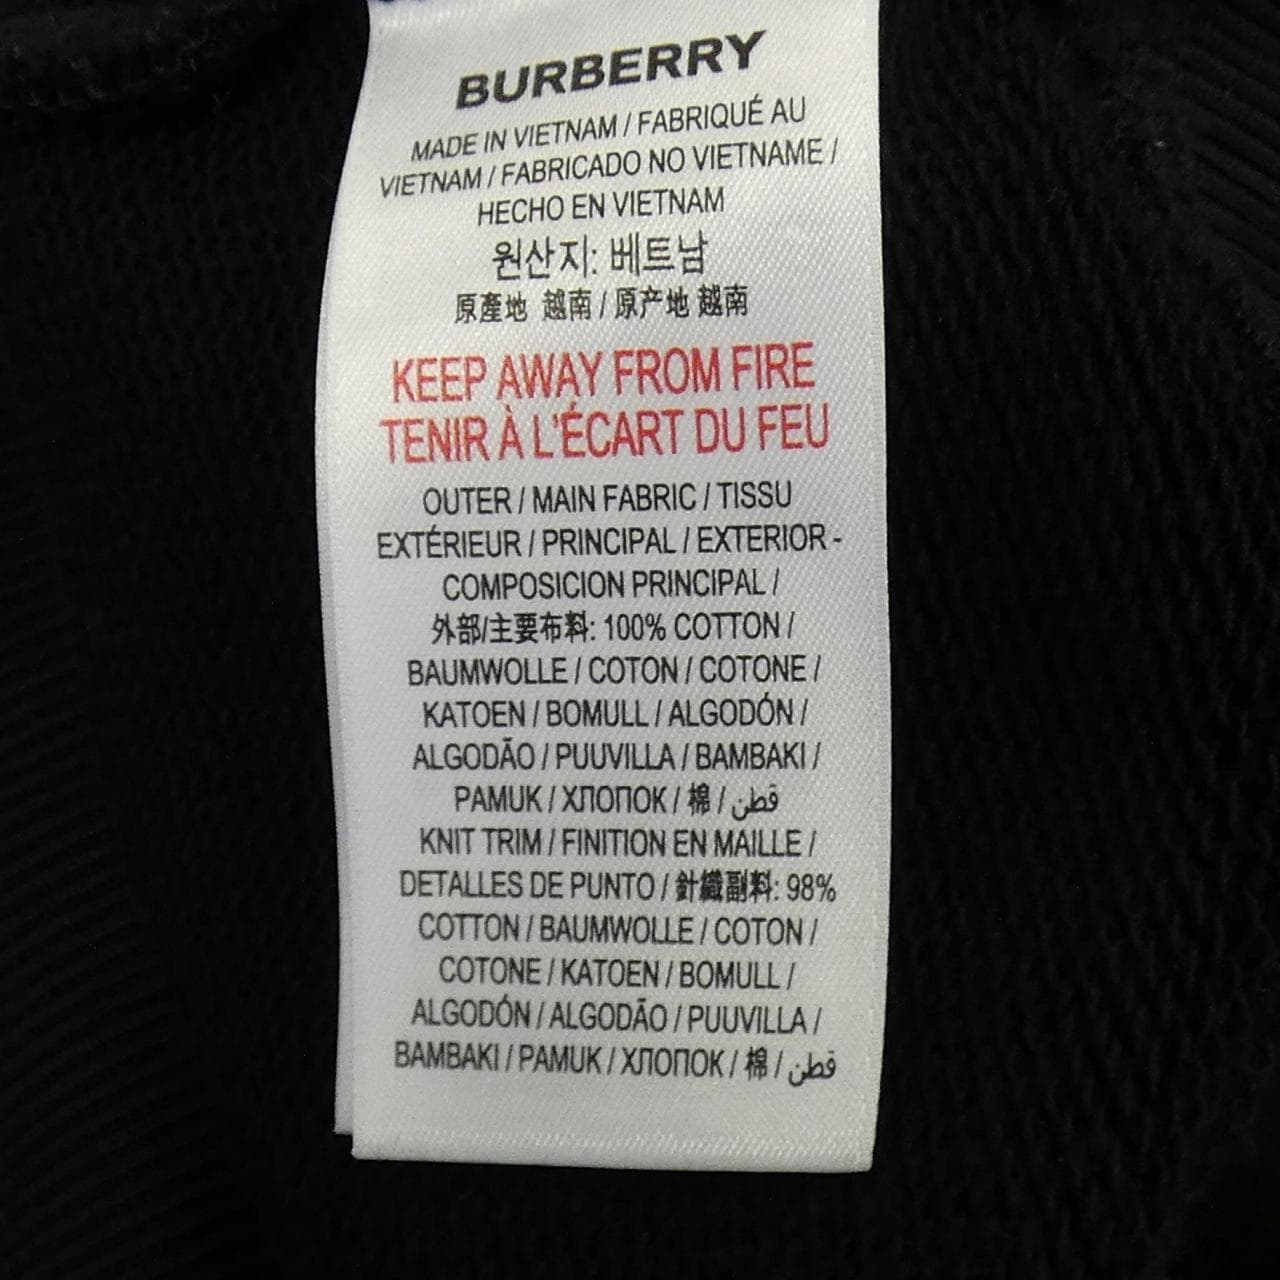 BURBERRY
MADE IN VIETNAM / FABRIQUÉ AU
VIETNAM / FABRICADO NO VIETNAME /
HECHO EN VIETNAM
원산지: 베트남
原產地 越南 / 原产地 越南
KEEP AWAY FROM FIRE
TENIR À L'ÉCART DU FEU
OUTER / MAIN FABRIC / TISSU
EXTÉRIEUR / PRINCIPAL / EXTERIOR -
COMPOSICION PRINCIPAL /
外部/主要布料: 100% COTTON /
BAUMWOLLE / COTON / COTONE /
KATOEN / BOMULL / ALGODÓN /
ALGODÃO / PUUVILLA / BAMBAKI /
PAMUK / ХЛОПОК / 棉 / قطن
KNIT TRIM / FINITION EN MAILLE /
DETALLES DE PUNTO / 針織副料: 98%
COTTON / BAUMWOLLE / COTON /
COTONE / KATOEN / BOMULL /
ALGODÓN / ALGODÃO / PUUVILLA /
BAMBAKI / PAMUK / ХЛОПОК / 棉 / قطن